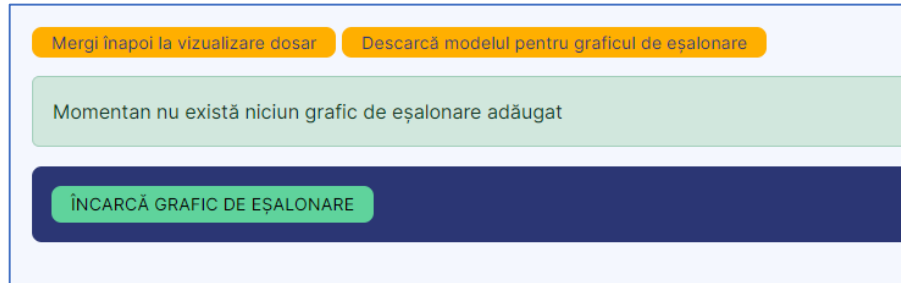 Mergi înapoi la vizualizare dosar Descarcă modelul pentru graficul de eșalonare
Momentan nu există niciun grafic de eșalonare adăugat
ÎNCARCĂ GRAFIC DE EȘALONARE